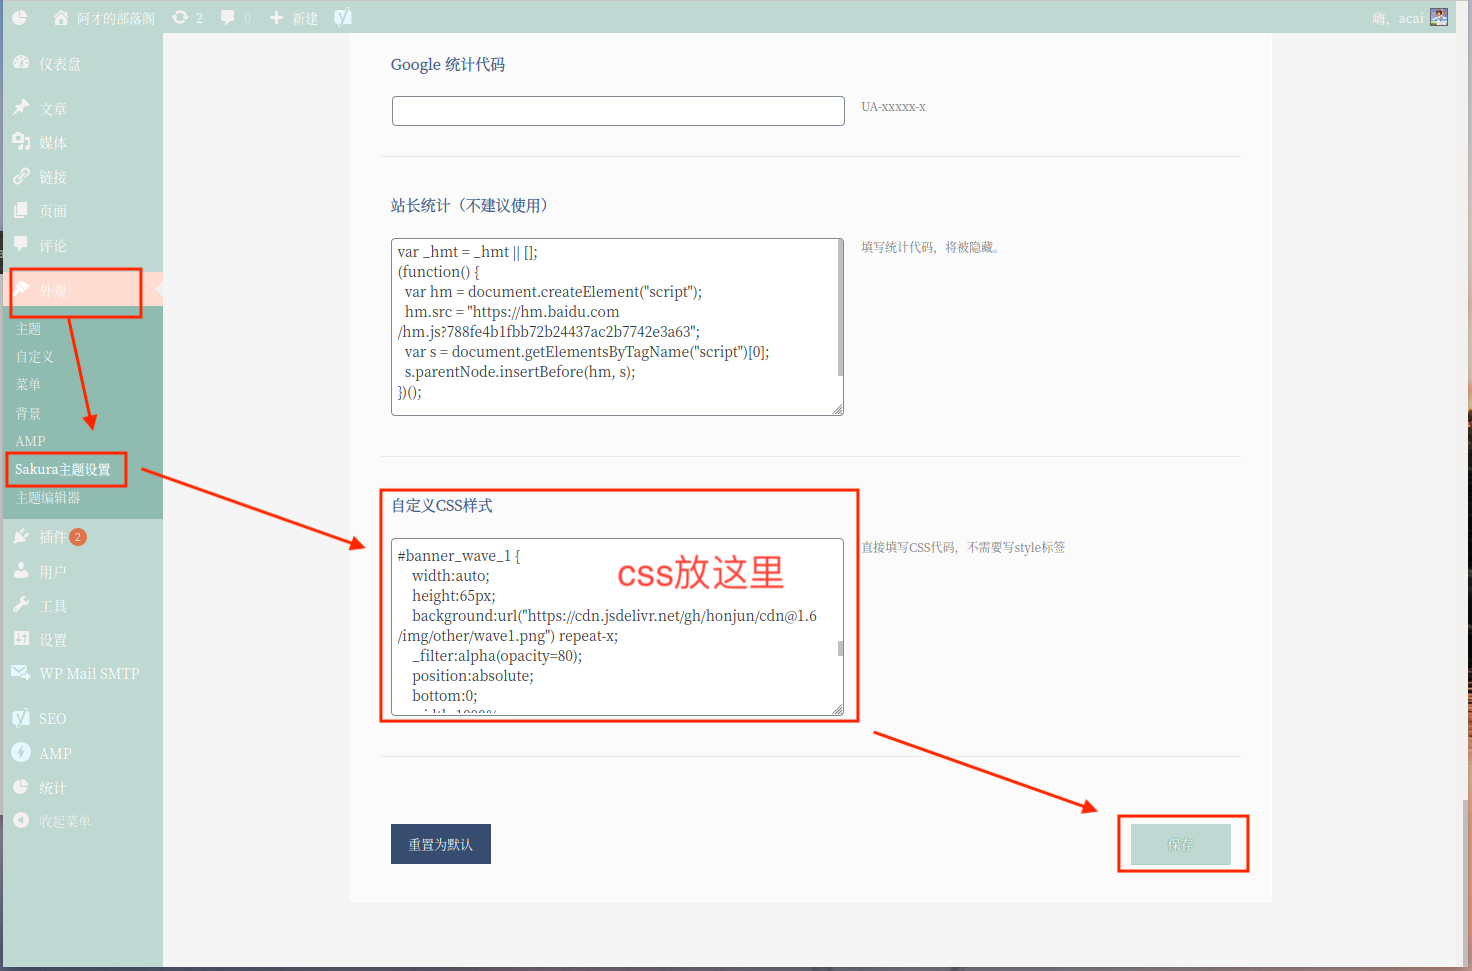 阿才的部落阁
2
0
新建
嗨，acai
仪表盘
文章
媒体
链接
页面
评论
外观
主题
自定义
菜单
背景
AMP
Sakura主题设置
主题编辑器
插件 2
用户
工具
设置
WP Mail SMTP
SEO
AMP
统计
收起菜单
Google 统计代码
UA-xxxxx-x
站长统计（不建议使用）
var _hmt = _hmt || [];
(function() {
var hm = document.createElement("script");
hm.src = "https://hm.baidu.com
/hm.js?788fe4b1fbb72b24437ac2b7742e3a63";
var s = document.getElementsByTagName("script")[0];
s.parentNode.insertBefore(hm, s);
})();
填写统计代码，将被隐藏。
自定义CSS样式
#banner_wave_1 {
width:auto;
height:65px;
background:url("https://cdn.jsdelivr.net/gh/honjun/cdn@1.6
/img/other/wave1.png") repeat-x;
_filter:alpha(opacity=80);
position:absolute;
bottom:0;
css放这里
直接填写CSS代码，不需要写style标签
重置为默认
保存